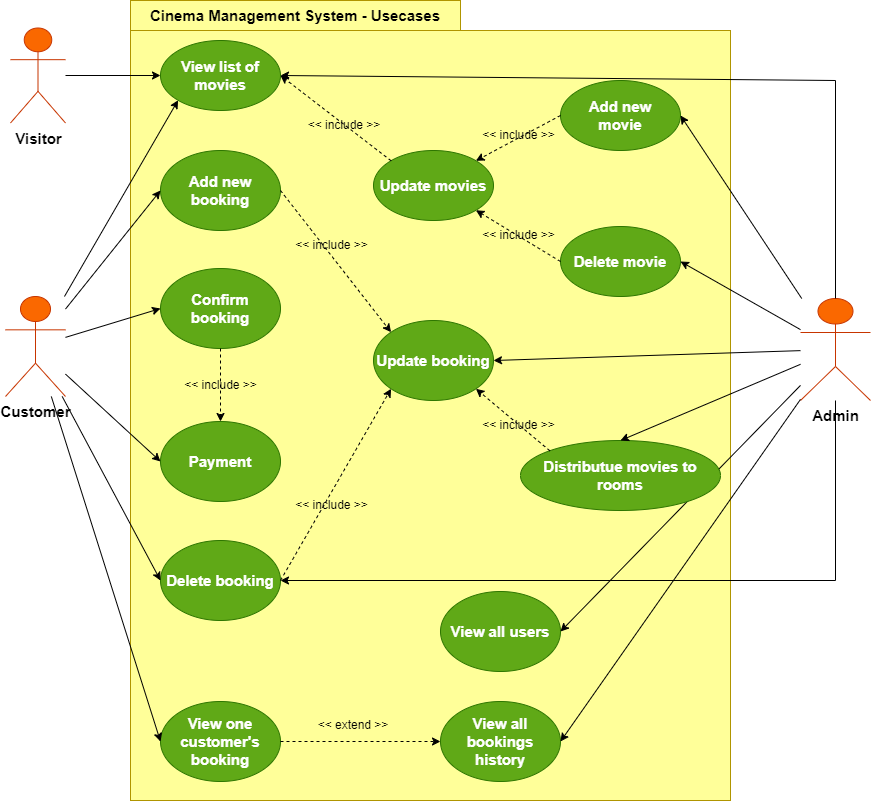 Cinema Management System - Usecases
Visitor
View list of
movies
<< include >>
Add new
movie
<< include >>
Update movies
Add new
booking
<< include >>
<< include >>
Delete movie
Confirm
booking
Update booking
Customer
<< include >>
Admin
<< include >>
Payment
Distributue movies to
rooms
<< include >>
Delete booking
View all users
View one
customer's
booking
<< extend >>
View all
bookings
history